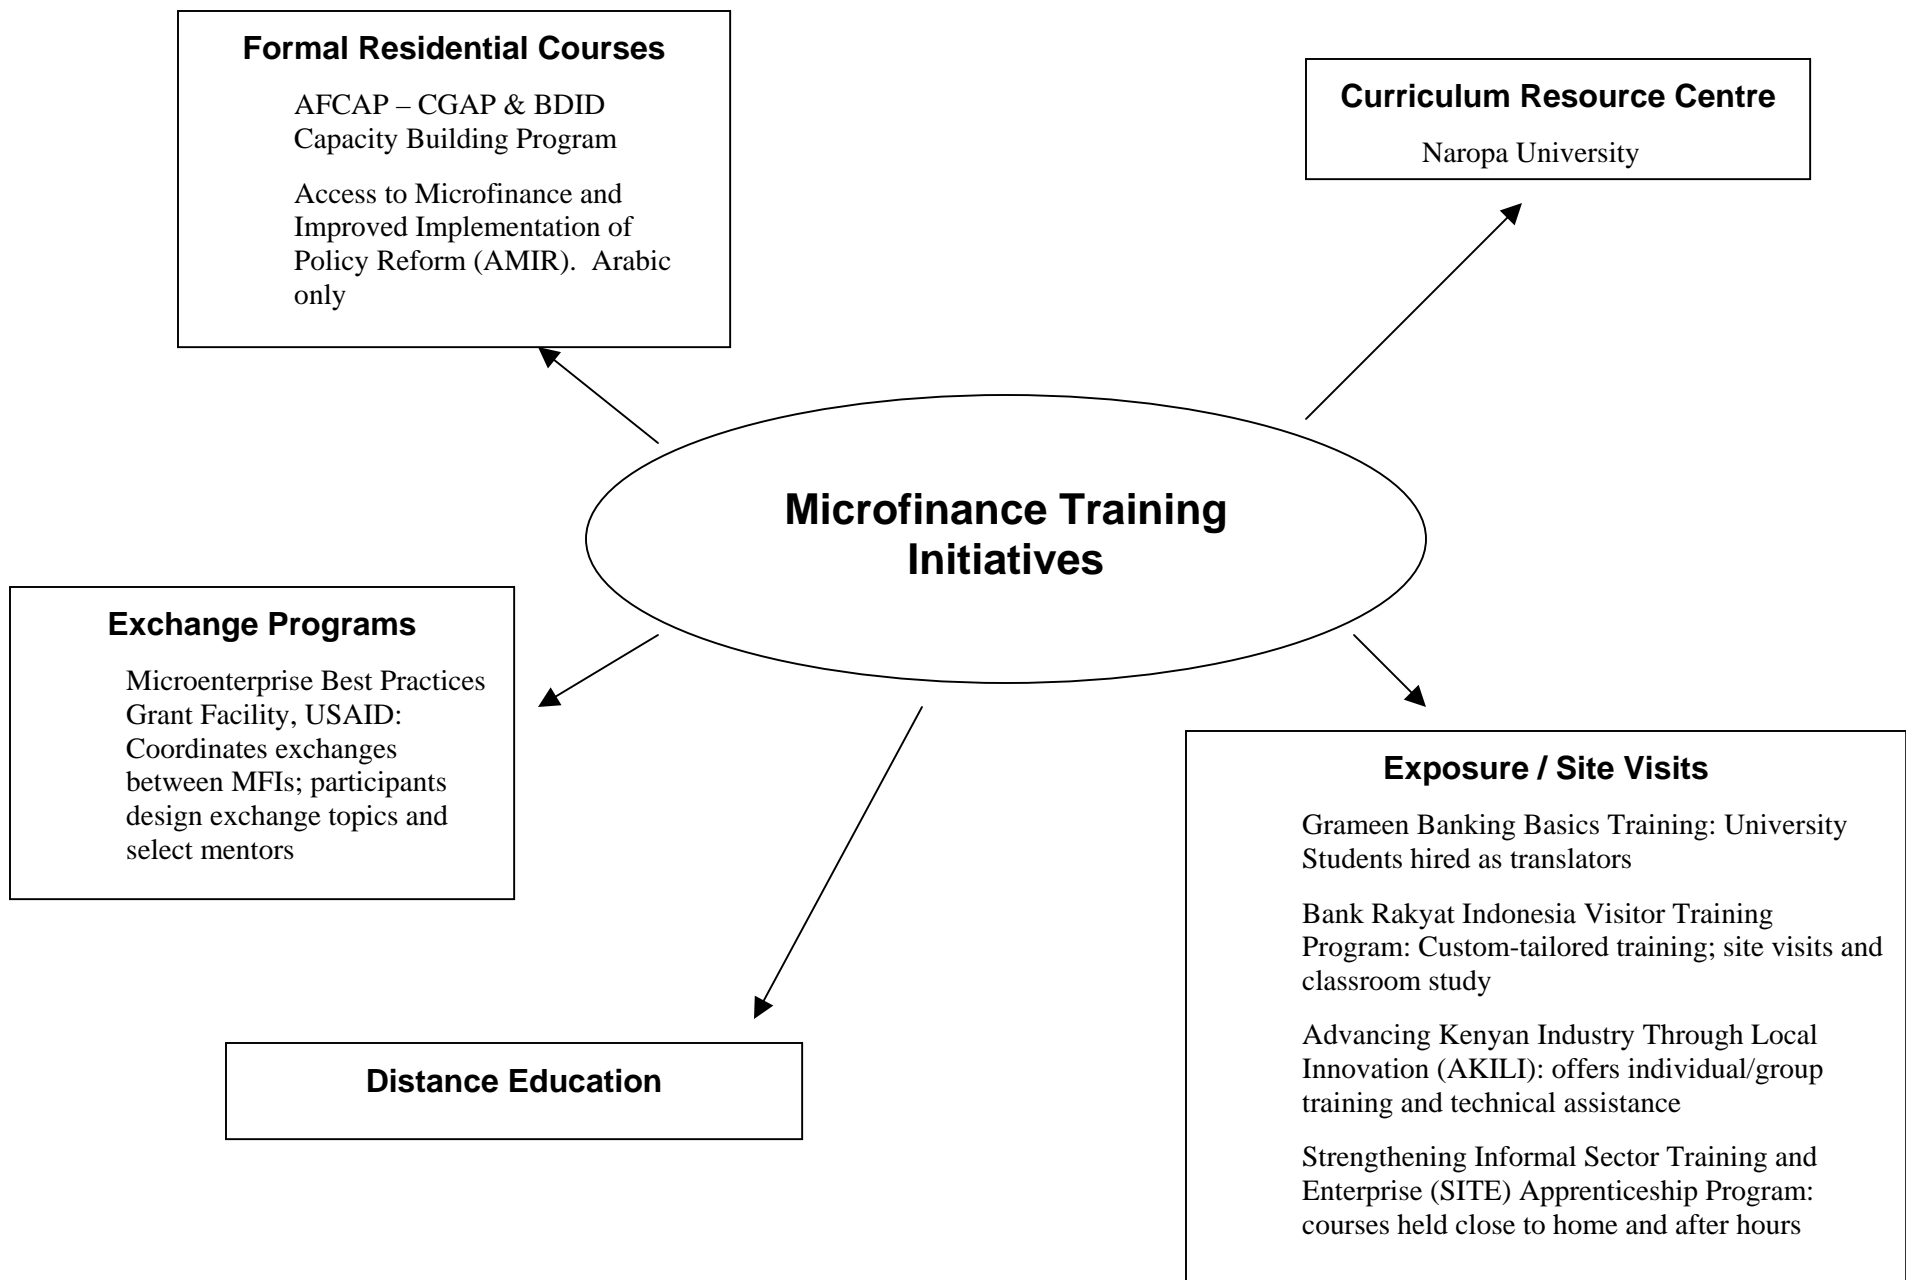 Formal Residential Courses
AFCAP – CGAP & BDID
Capacity Building Program
Access to Microfinance and
Improved Implementation of
Policy Reform (AMIR).  Arabic
only
Curriculum Resource Centre
Naropa University
Microfinance Training
Initiatives
Exchange Programs
Microenterprise Best Practices
Grant Facility, USAID:
Coordinates exchanges
between MFIs; participants
design exchange topics and
select mentors
Exposure / Site Visits
Grameen Banking Basics Training: University
Students hired as translators
Bank Rakyat Indonesia Visitor Training
Program: Custom-tailored training; site visits and
classroom study
Advancing Kenyan Industry Through Local
Innovation (AKILI): offers individual/group
training and technical assistance
Strengthening Informal Sector Training and
Enterprise (SITE) Apprenticeship Program:
courses held close to home and after hours
Distance Education